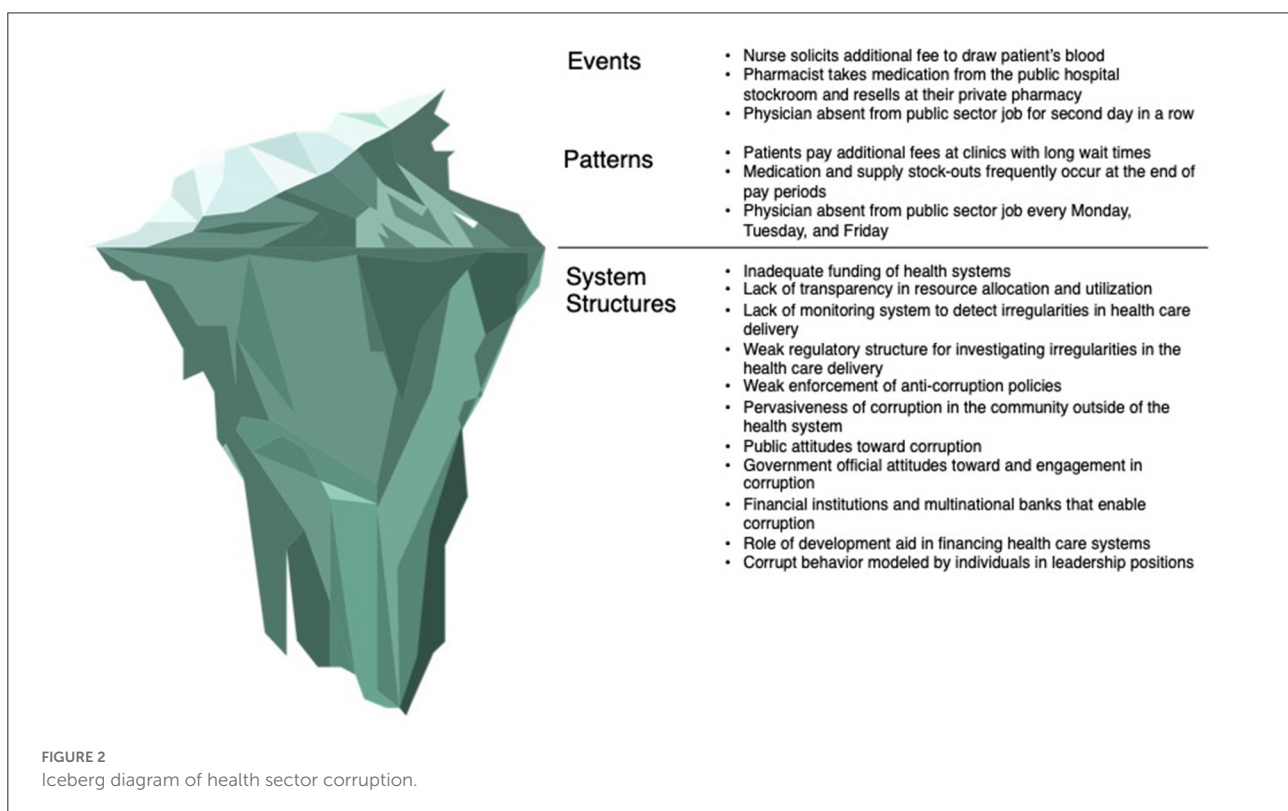 Events
• Nurse solicits additional fee to draw patient's blood
• Pharmacist takes medication from the public hospital
stockroom and resells at their private pharmacy
• Physician absent from public sector job for second day in a row
Patterns
• Patients pay additional fees at clinics with long wait times
• Medication and supply stock-outs frequently occur at the end of
pay periods
• Physician absent from public sector job every Monday,
Tuesday, and Friday
System
Structures
• Inadequate funding of health systems
• Lack of transparency in resource allocation and utilization
• Lack of monitoring system to detect irregularities in health care
delivery
• Weak regulatory structure for investigating irregularities in the
health care delivery
• Weak enforcement of anti-corruption policies
• Pervasiveness of corruption in the community outside of the
health system
• Public attitudes toward corruption
• Government official attitudes toward and engagement in
corruption
• Financial institutions and multinational banks that enable
corruption
• Role of development aid in financing health care systems
• Corrupt behavior modeled by individuals in leadership positions
FIGURE 2
Iceberg diagram of health sector corruption.